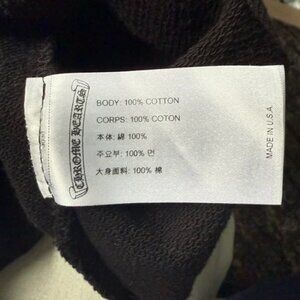 CHROME HEARTS
BODY: 100% COTTON
CORPS: 100% COTON
本体: 綿 100%
주요부: 100% 면
大身面料: 100% 棉
MADE IN U.S.A.